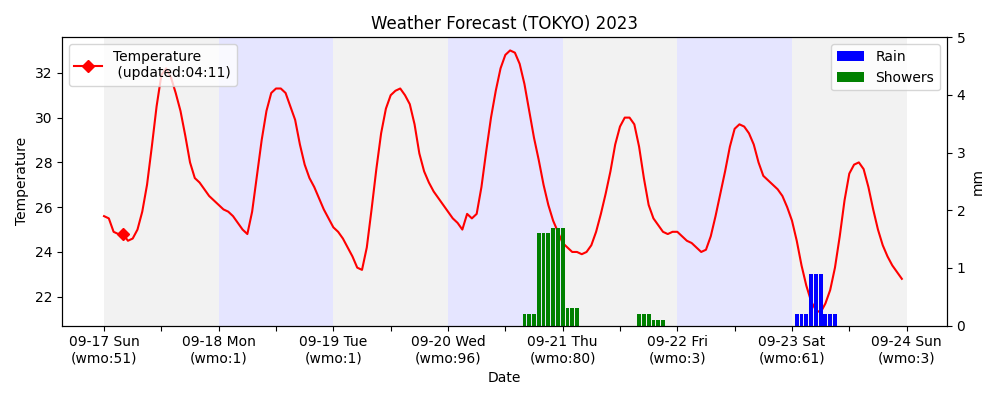 Weather Forecast (TOKYO) 2023
Temperature
(updated:04:11)
Rain
Showers
32
30
28
26
24
22
Temperature
5
4
3
2
1
0
mm
09-17 Sun
(wmo:51)
09-18 Mon
(wmo:1)
09-19 Tue
(wmo:1)
09-20 Wed
(wmo:96)
09-21 Thu
(wmo:80)
09-22 Fri
(wmo:3)
09-23 Sat
(wmo:61)
09-24 Sun
(wmo:3)
Date